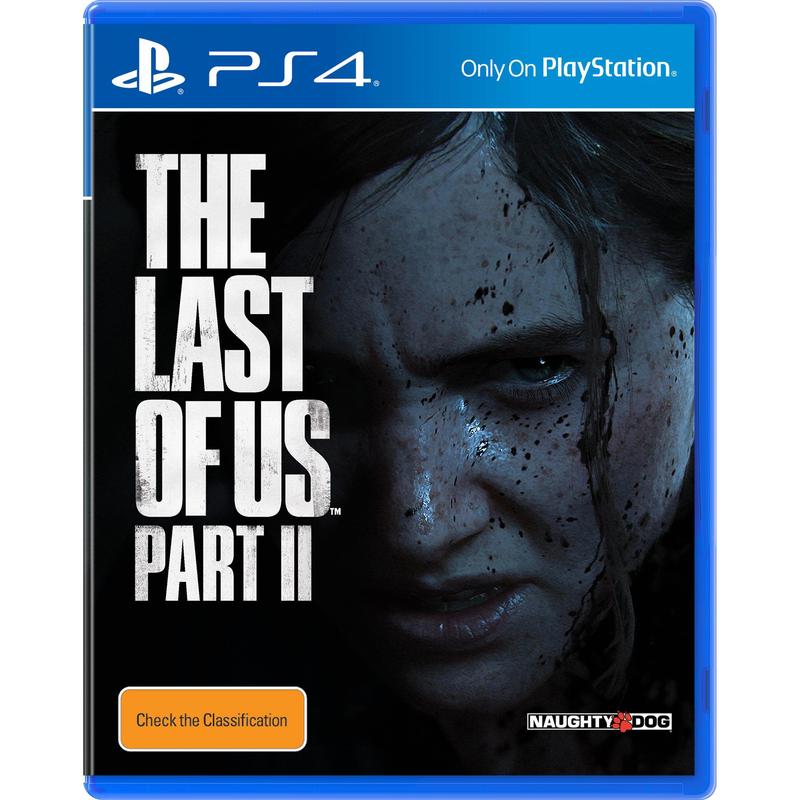 PS4
Only On PlayStation®
THE
LAST
OF US™
PART II
Check the Classification
NAUGHTY DOG